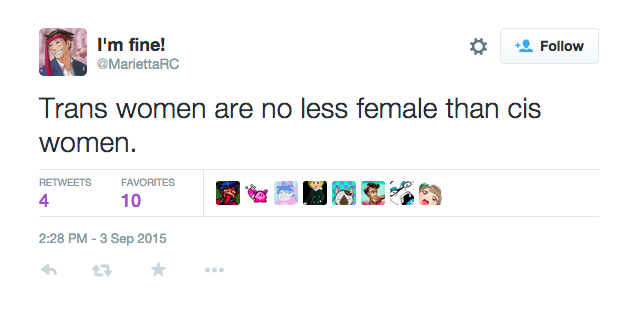 I'm fine!
@MariettaRC
Follow
Trans women are no less female than cis
women.
RETWEETS FAVORITES
4 10
2:28 PM - 3 Sep 2015